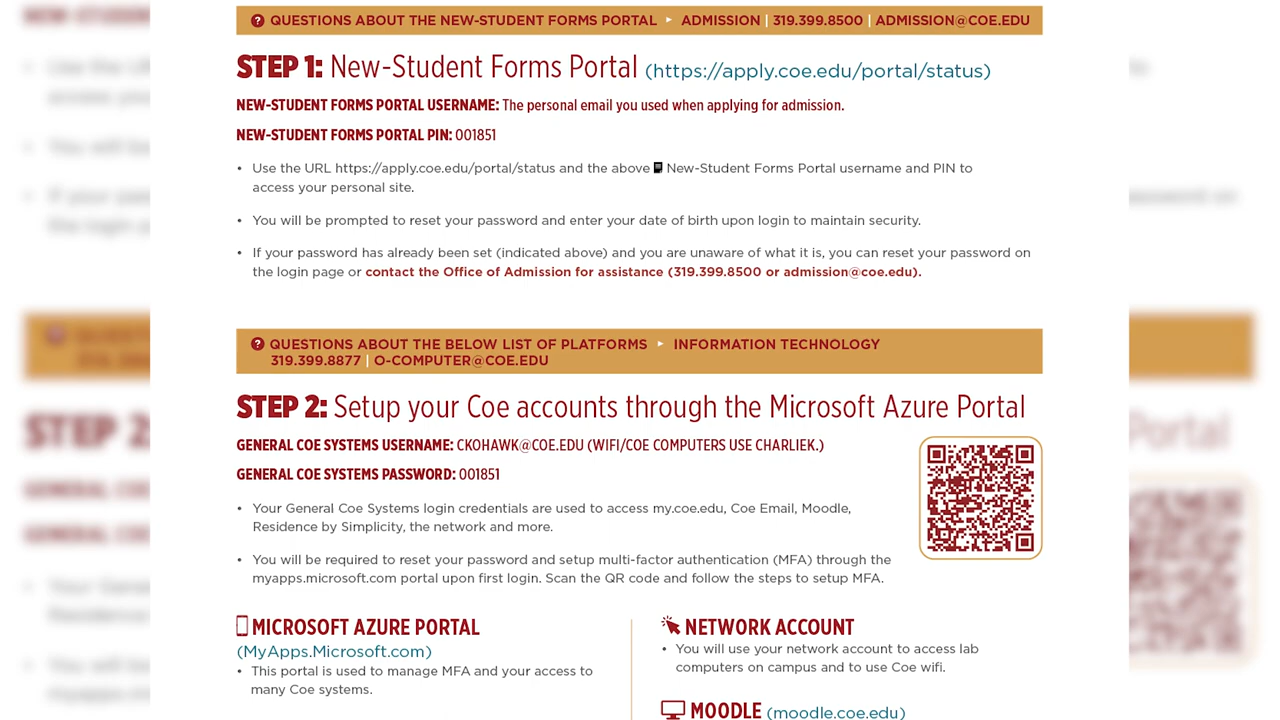 QUESTIONS ABOUT THE NEW-STUDENT FORMS PORTAL ▸ ADMISSION | 319.399.8500 | ADMISSION@COE.EDU
STEP 1: New-Student Forms Portal (https://apply.coe.edu/portal/status)
NEW-STUDENT FORMS PORTAL USERNAME: The personal email you used when applying for admission.
NEW-STUDENT FORMS PORTAL PIN: 001851
• Use the URL https://apply.coe.edu/portal/status and the above New-Student Forms Portal username and PIN to
access your personal site.
• You will be prompted to reset your password and enter your date of birth upon login to maintain security.
• If your password has already been set (indicated above) and you are unaware of what it is, you can reset your password on
the login page or contact the Office of Admission for assistance (319.399.8500 or admission@coe.edu).
QUESTIONS ABOUT THE BELOW LIST OF PLATFORMS ▸ INFORMATION TECHNOLOGY
319.399.8877 | O-COMPUTER@COE.EDU
STEP 2: Setup your Coe accounts through the Microsoft Azure Portal
GENERAL COE SYSTEMS USERNAME: CKOHAWK@COE.EDU (WIFI/COE COMPUTERS USE CHARLIEK.)
GENERAL COE SYSTEMS PASSWORD: 001851
• Your General Coe Systems login credentials are used to access my.coe.edu, Coe Email, Moodle,
Residence by Simplicity, the network and more.
• You will be required to reset your password and setup multi-factor authentication (MFA) through the
myapps.microsoft.com portal upon first login. Scan the QR code and follow the steps to setup MFA.
MICROSOFT AZURE PORTAL
(MyApps.Microsoft.com)
• This portal is used to manage MFA and your access to
many Coe systems.
NETWORK ACCOUNT
• You will use your network account to access lab
computers on campus and to use Coe wifi.
MOODLE (moodle.coe.edu)